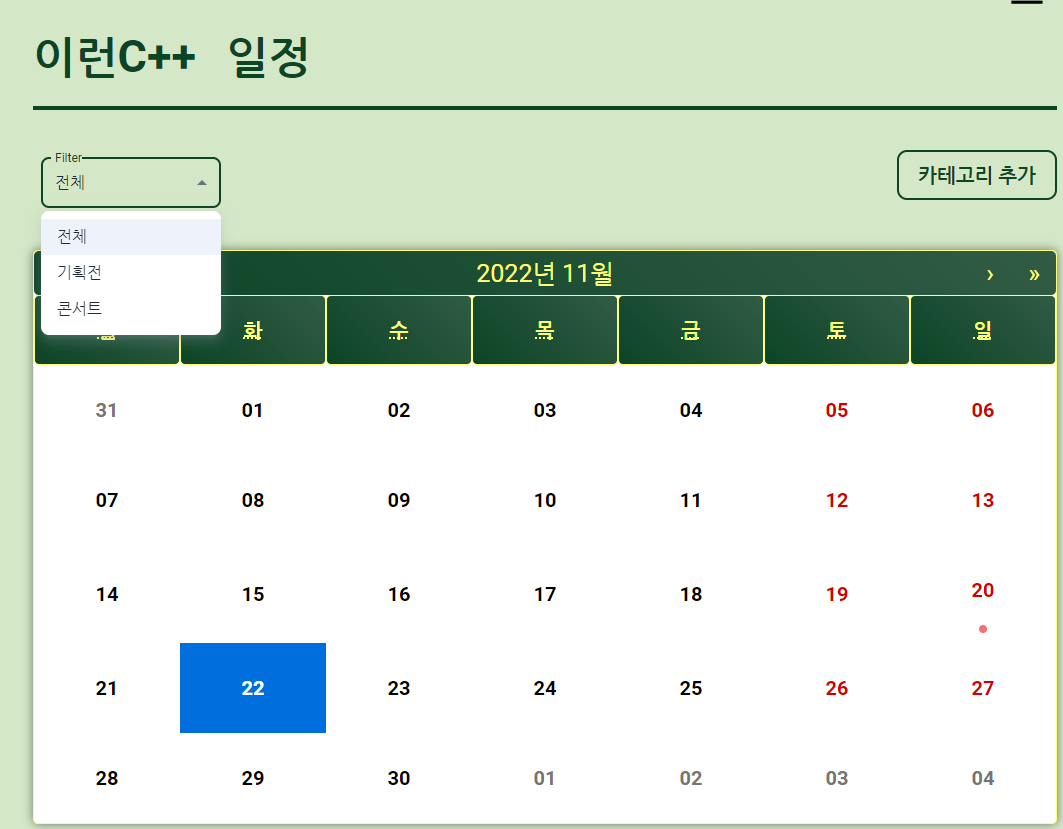 이런C++ 일정
Filter
전체
카테고리 추가
전체
기획전
콘서트
2022년 11월 › »
화 수 목 금 토 일
31 01 02 03 04 05 06
07 08 09 10 11 12 13
14 15 16 17 18 19 20
21 22 23 24 25 26 27
28 29 30 01 02 03 04